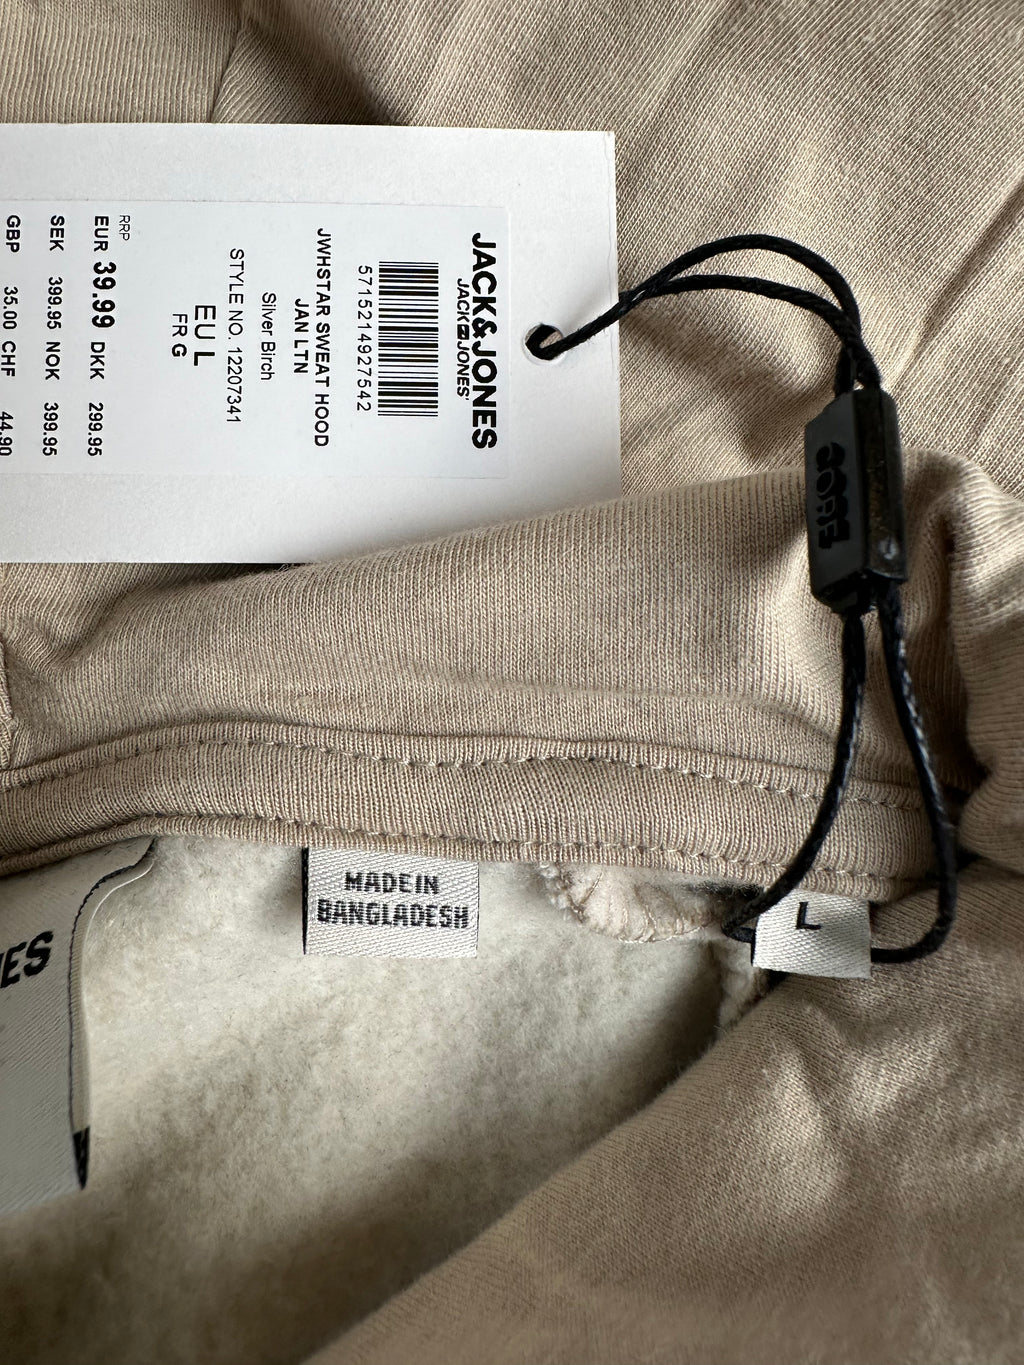 JACK&JONES
JACK&JONES
5715214927542
JWHSTAR SWEAT HOOD
JAN LTN
Silver Birch
STYLE NO. 12207341
EU L
FR G
RRP
EUR 39.99 DKK 299.95
SEK 399.95 NOK 399.95
GBP 35.00 CHF 44.90
CORE
MADE IN
BANGLADESH
L
ES